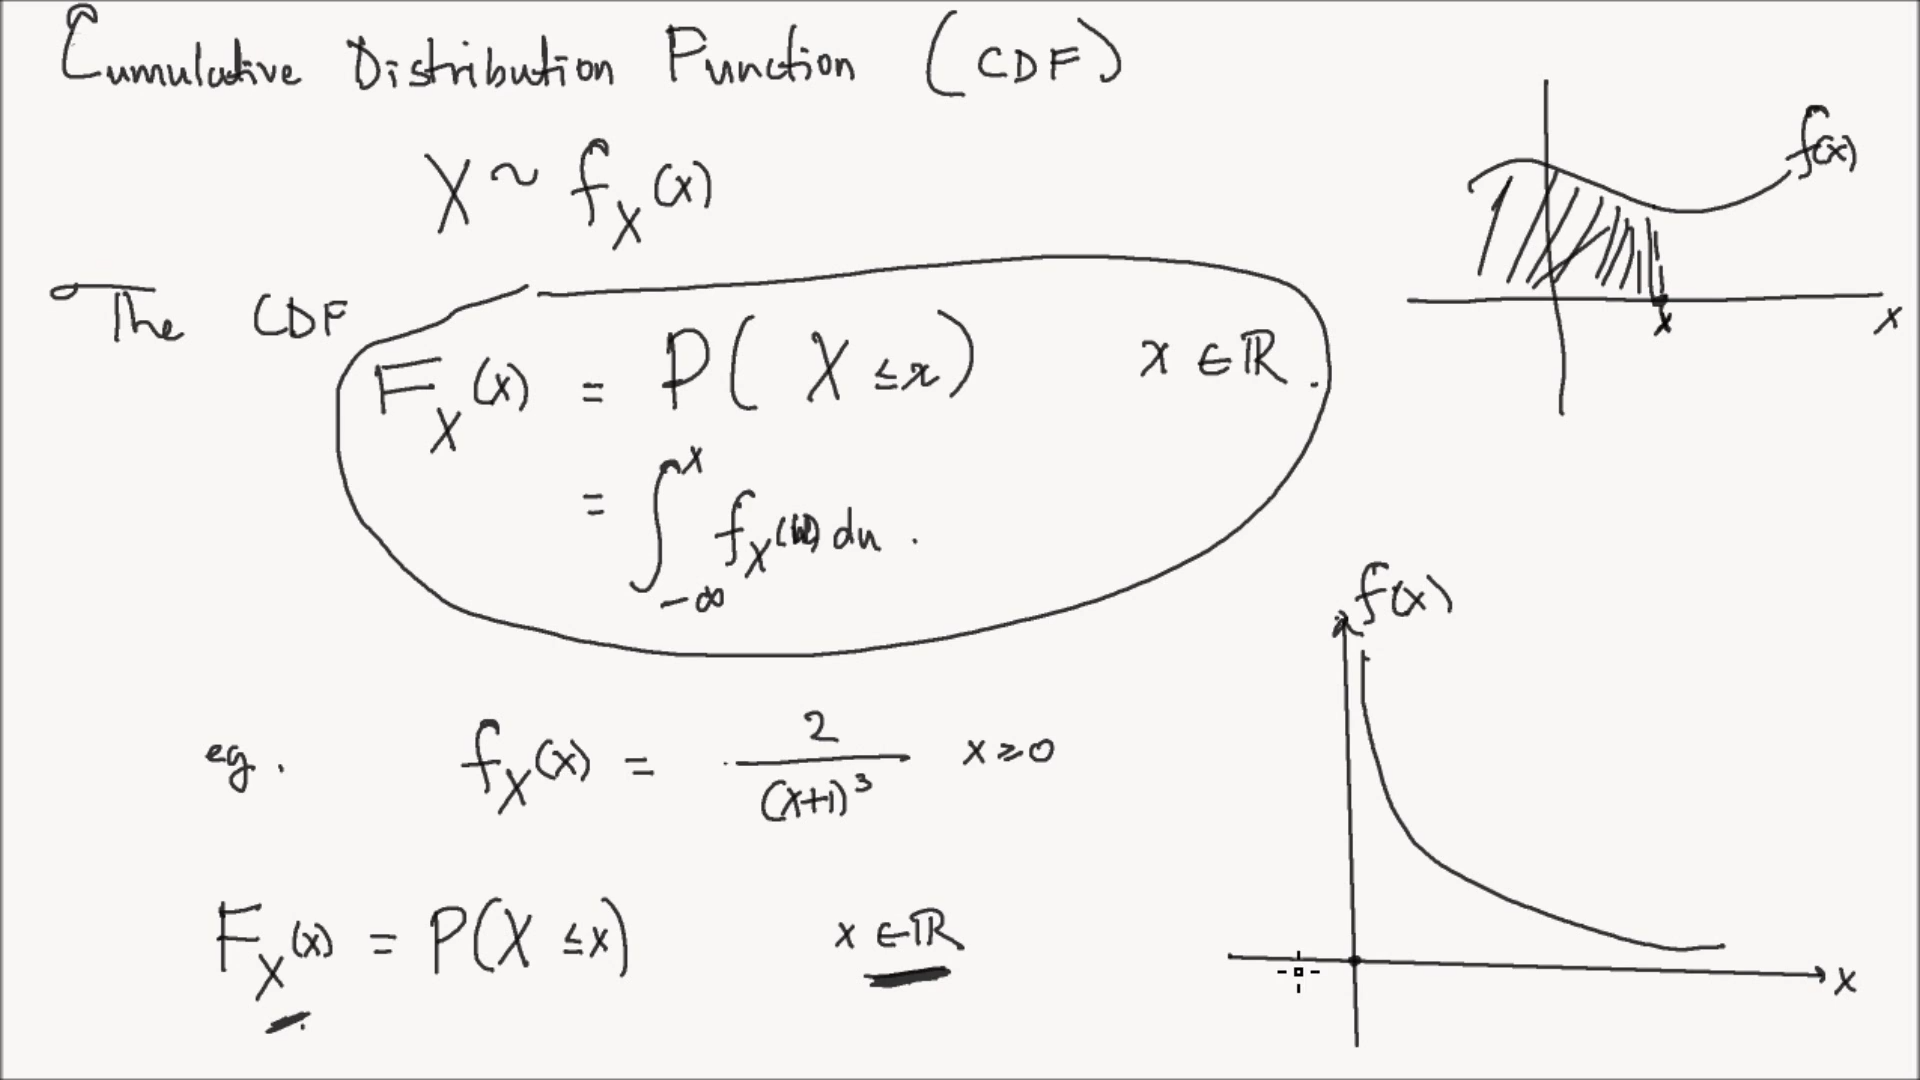 Cumulative Distribution Function (CDF)
X ~ f_X(x)
f(x)
x
x
The CDF
F_X(x) = P(X ≤ x) x ∈ ℝ.
= ∫_{-∞}^{x} f_X(u) du.
f(x)
x
eg. f_X(x) = 2/(x+1)^3 x ≥ 0
F_X(x) = P(X ≤ x) x ∈ ℝ